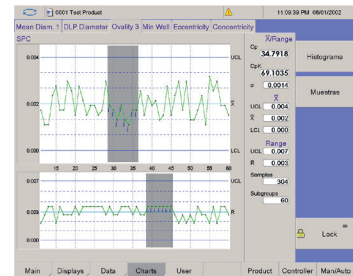 0001 Test Product 11:09:39 PM 06/01/2002
Mean Diam. 1 DLP Diameter Ovality 3 Min Wall Eccentricity Concentricity
SPC
X/Range
Cp 34.7918
CpK 69.1035
σ 0.0014
X
UCL 0.004
X 0.002
LCL 0.000
Range
UCL 0.007
R 0.003
Samples
304
Subgroups
60
Histograms
Muestras
Lock
0.004 UCL
0.002 X
0.000 LCL
15 20 25 30 35 40 45 50 55 60
0.007 UCL
R
0.000
Main Displays Data Charts User Product Controller Man/Auto